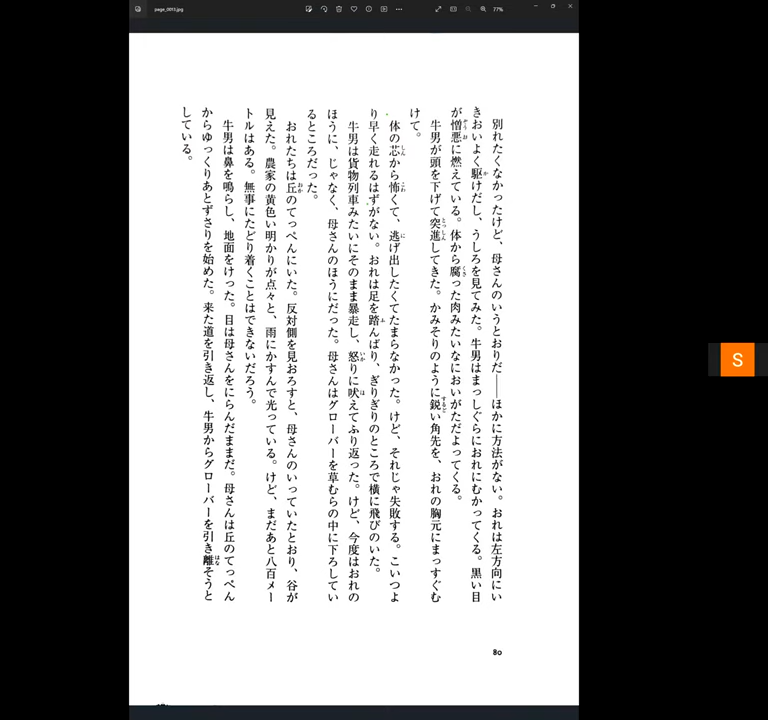 page_0013.jpg
77%
別れたくなかったけど、母さんのいうとおりだ――ほかに方法がない。おれは左方向にい
きおいよく駆けだし、うしろを見てみた。牛男はまっしぐらにおれにむかってくる。黒い目
が憎悪に燃えている。体から腐った肉みたいなにおいがただよってくる。
牛男が頭を下げて突進してきた。かみそりのように鋭い角先を、おれの胸元にまっすぐむ
けて。
体の芯から怖くて、逃げ出したくてたまらなかった。けど、それじゃ失敗する。こいつよ
り早く走れるはずがない。おれは足を踏んばり、ぎりぎりのところで横に飛びのいた。
牛男は貨物列車みたいにそのまま暴走し、怒りに吠えてふり返った。けど、今度はおれの
ほうに、じゃなく、母さんのほうにだった。母さんはグローバーを草むらの中に下ろしてい
るところだった。
おれたちは丘のてっぺんにいた。反対側を見おろすと、母さんのいっていたとおり、谷が
見えた。農家の黄色い明かりが点々と、雨にかすんで光っている。けど、まだあと八百メー
トルはある。無事にたどり着くことはできないだろう。
牛男は鼻を鳴らし、地面をけった。目は母さんをにらんだままだ。母さんは丘のてっぺん
からゆっくりあとずさりを始めた。来た道を引き返し、牛男からグローバーを引き離そうと
している。
80
S